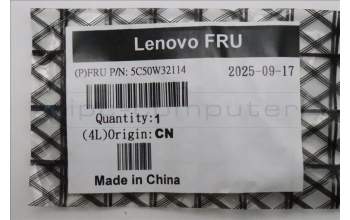 Lenovo FRU
(P)FRU P/N: 5C50W32114 2025-09-17
Quantity:1
(4L)Origin:CN
Made in China